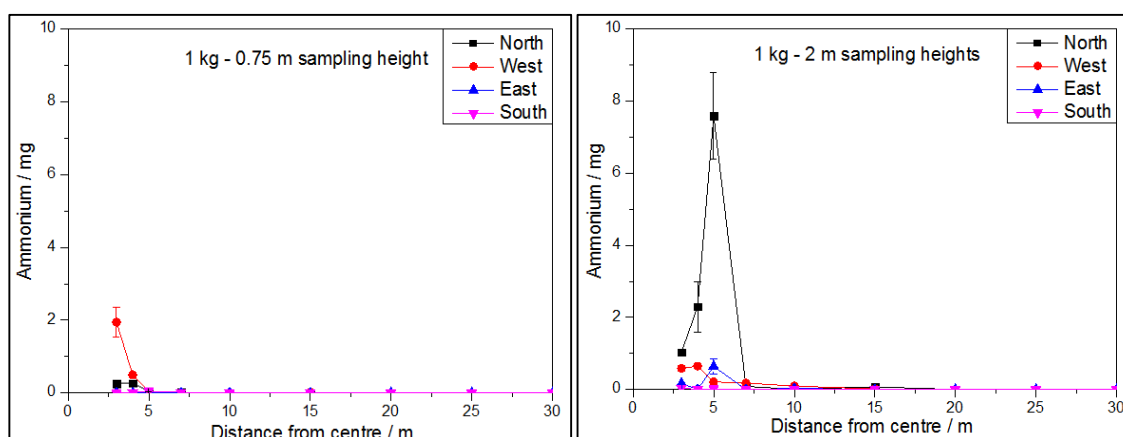 1 kg - 0.75 m sampling height
North
West
East
South
10
8
6
4
2
0
Ammonium / mg
0 5 10 15 20 25 30
Distance from centre / m
1 kg - 2 m sampling heights
North
West
East
South
10
8
6
4
2
0
Ammonium / mg
0 5 10 15 20 25 30
Distance from centre / m